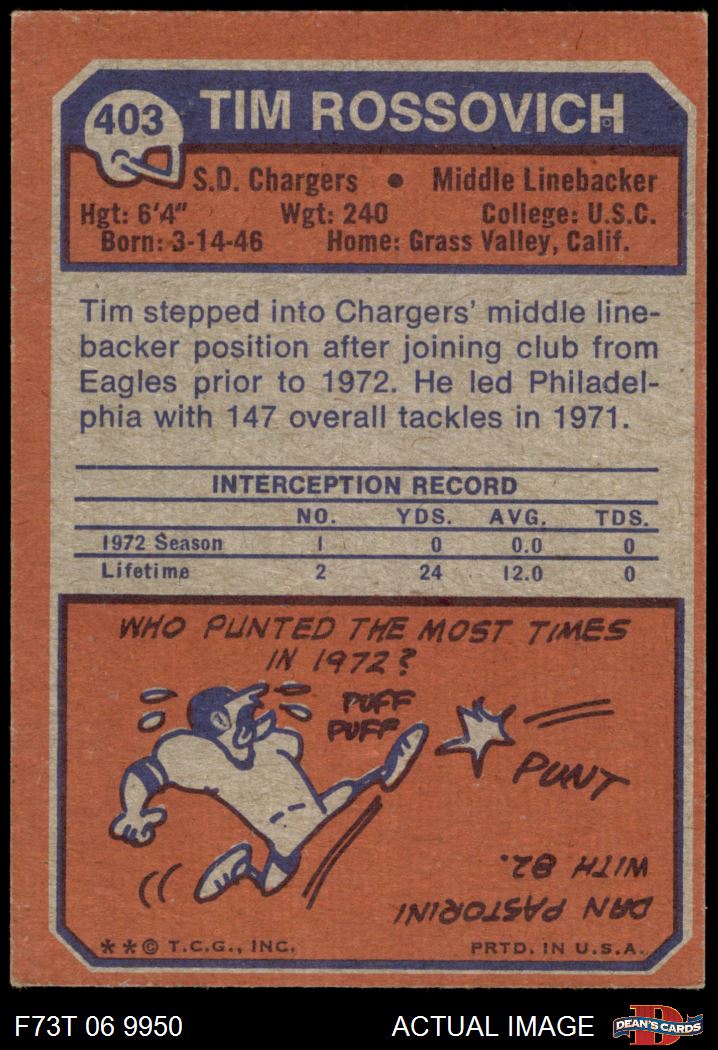 403
TIM ROSSOVICH
S.D. Chargers • Middle Linebacker
Hgt: 6'4" Wgt: 240 College: U.S.C.
Born: 3-14-46 Home: Grass Valley, Calif.
Tim stepped into Chargers' middle line-
backer position after joining club from
Eagles prior to 1972. He led Philadel-
phia with 147 overall tackles in 1971.
INTERCEPTION RECORD
NO. YDS. AVG. TDS.
1972 Season 1 0 0.0 0
Lifetime 2 24 12.0 0
WHO PUNTED THE MOST TIMES
IN 1972?
PUFF
PUFF
PUNT
DAN PASTORINI
WITH 82.
**© T.C.G., INC. PRTD. IN U.S.A.
F73T 06 9950 ACTUAL IMAGE
D
DEAN'S CARDS